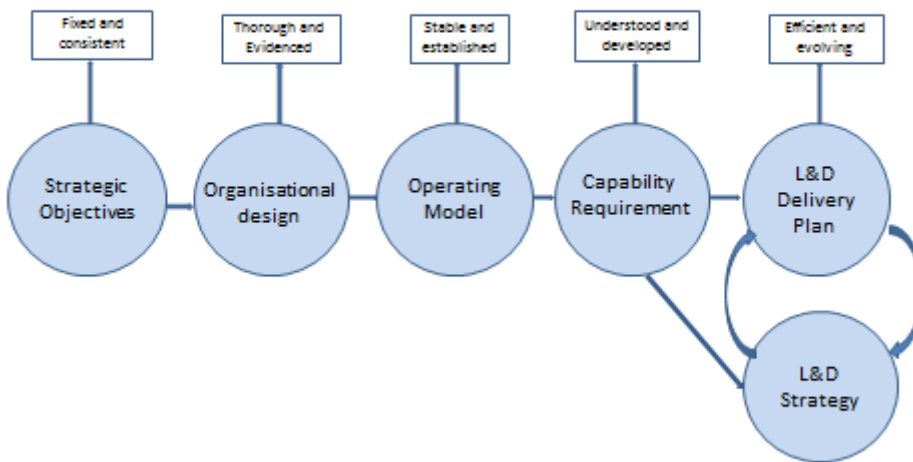 Fixed and
consistent
Thorough and
Evidenced
Stable and
established
Understood and
developed
Efficient and
evolving
Strategic
Objectives
Organisational
design
Operating
Model
Capability
Requirement
L&D
Delivery
Plan
L&D
Strategy